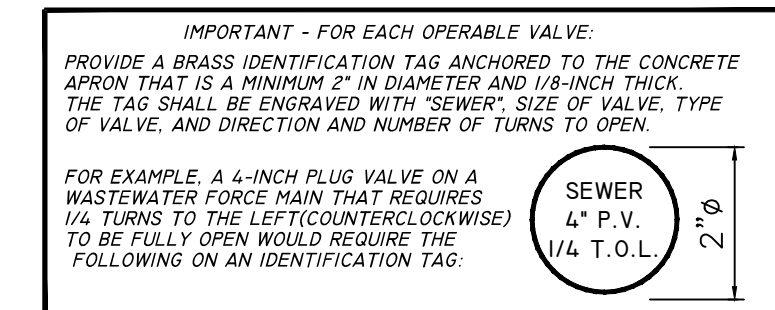 IMPORTANT - FOR EACH OPERABLE VALVE:
PROVIDE A BRASS IDENTIFICATION TAG ANCHORED TO THE CONCRETE
APRON THAT IS A MINIMUM 2" IN DIAMETER AND 1/8-INCH THICK.
THE TAG SHALL BE ENGRAVED WITH "SEWER", SIZE OF VALVE, TYPE
OF VALVE, AND DIRECTION AND NUMBER OF TURNS TO OPEN.
FOR EXAMPLE, A 4-INCH PLUG VALVE ON A
WASTEWATER FORCE MAIN THAT REQUIRES
1/4 TURNS TO THE LEFT(COUNTERCLOCKWISE)
TO BE FULLY OPEN WOULD REQUIRE THE
FOLLOWING ON AN IDENTIFICATION TAG:
SEWER
4" P.V.
1/4 T.O.L.
2"ø